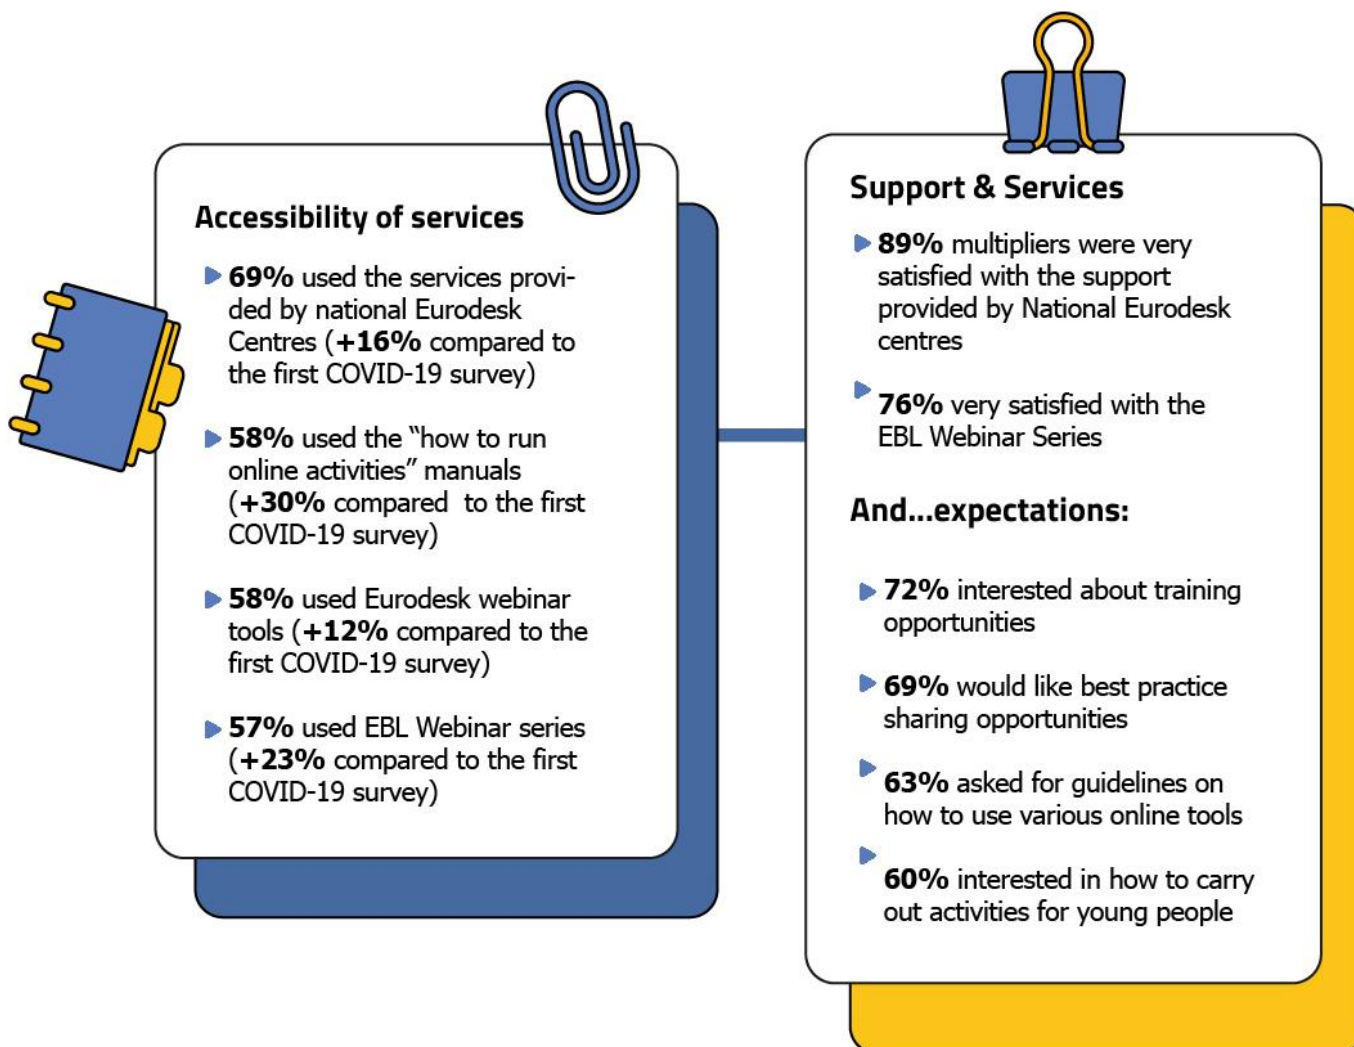 Accessibility of services
69% used the services provi-
ded by national Eurodesk
Centres (+16% compared to
the first COVID-19 survey)
58% used the “how to run
online activities” manuals
(+30% compared to the first
COVID-19 survey)
58% used Eurodesk webinar
tools (+12% compared to the
first COVID-19 survey)
57% used EBL Webinar series
(+23% compared to the first
COVID-19 survey)
Support & Services
89% multipliers were very
satisfied with the support
provided by National Eurodesk
centres
76% very satisfied with the
EBL Webinar Series
And...expectations:
72% interested about training
opportunities
69% would like best practice
sharing opportunities
63% asked for guidelines on
how to use various online tools
60% interested in how to carry
out activities for young people